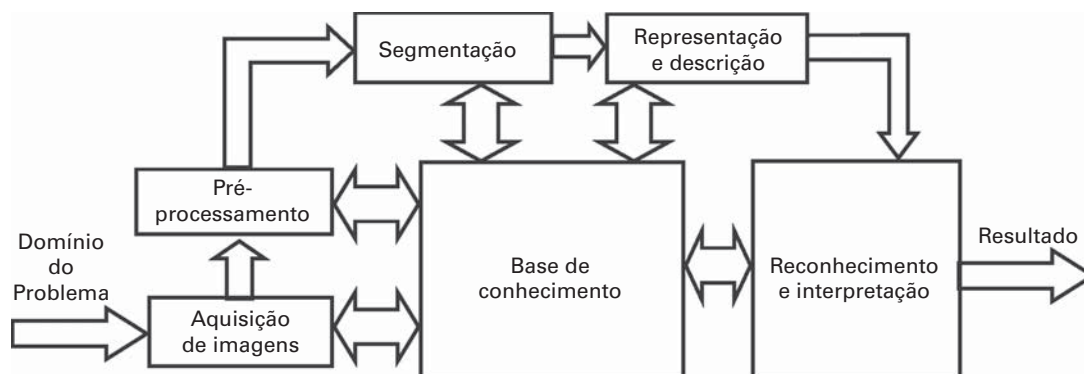 Segmentação
Representação
e descrição
Pré-
processamento
Domínio
do
Problema
Aquisição
de imagens
Base de
conhecimento
Reconhecimento
e interpretação
Resultado